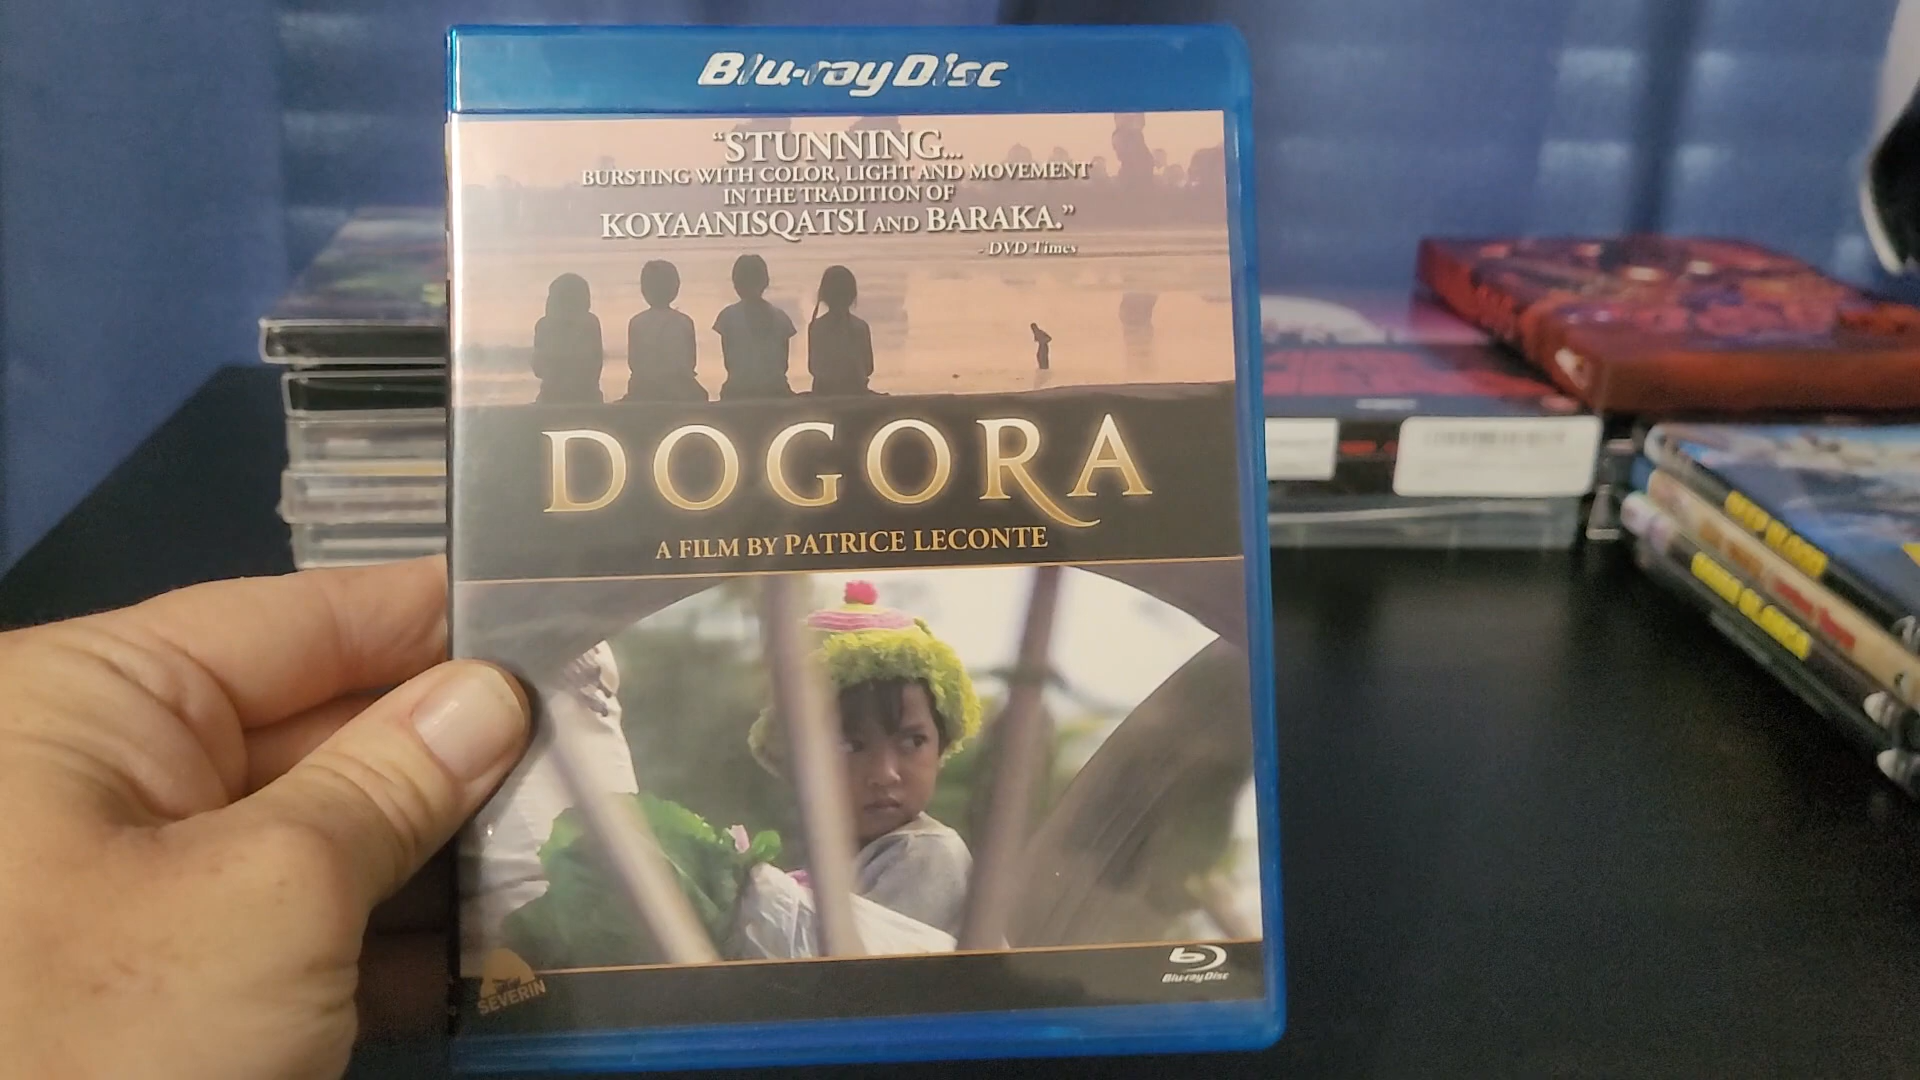 Blu-ray Disc
“STUNNING...
BURSTING WITH COLOR, LIGHT AND MOVEMENT
IN THE TRADITION OF
KOYAANISQATSI AND BARAKA.”
- DVD Times
DOGORA
A FILM BY PATRICE LECONTE
SEVERIN
Blu-ray Disc